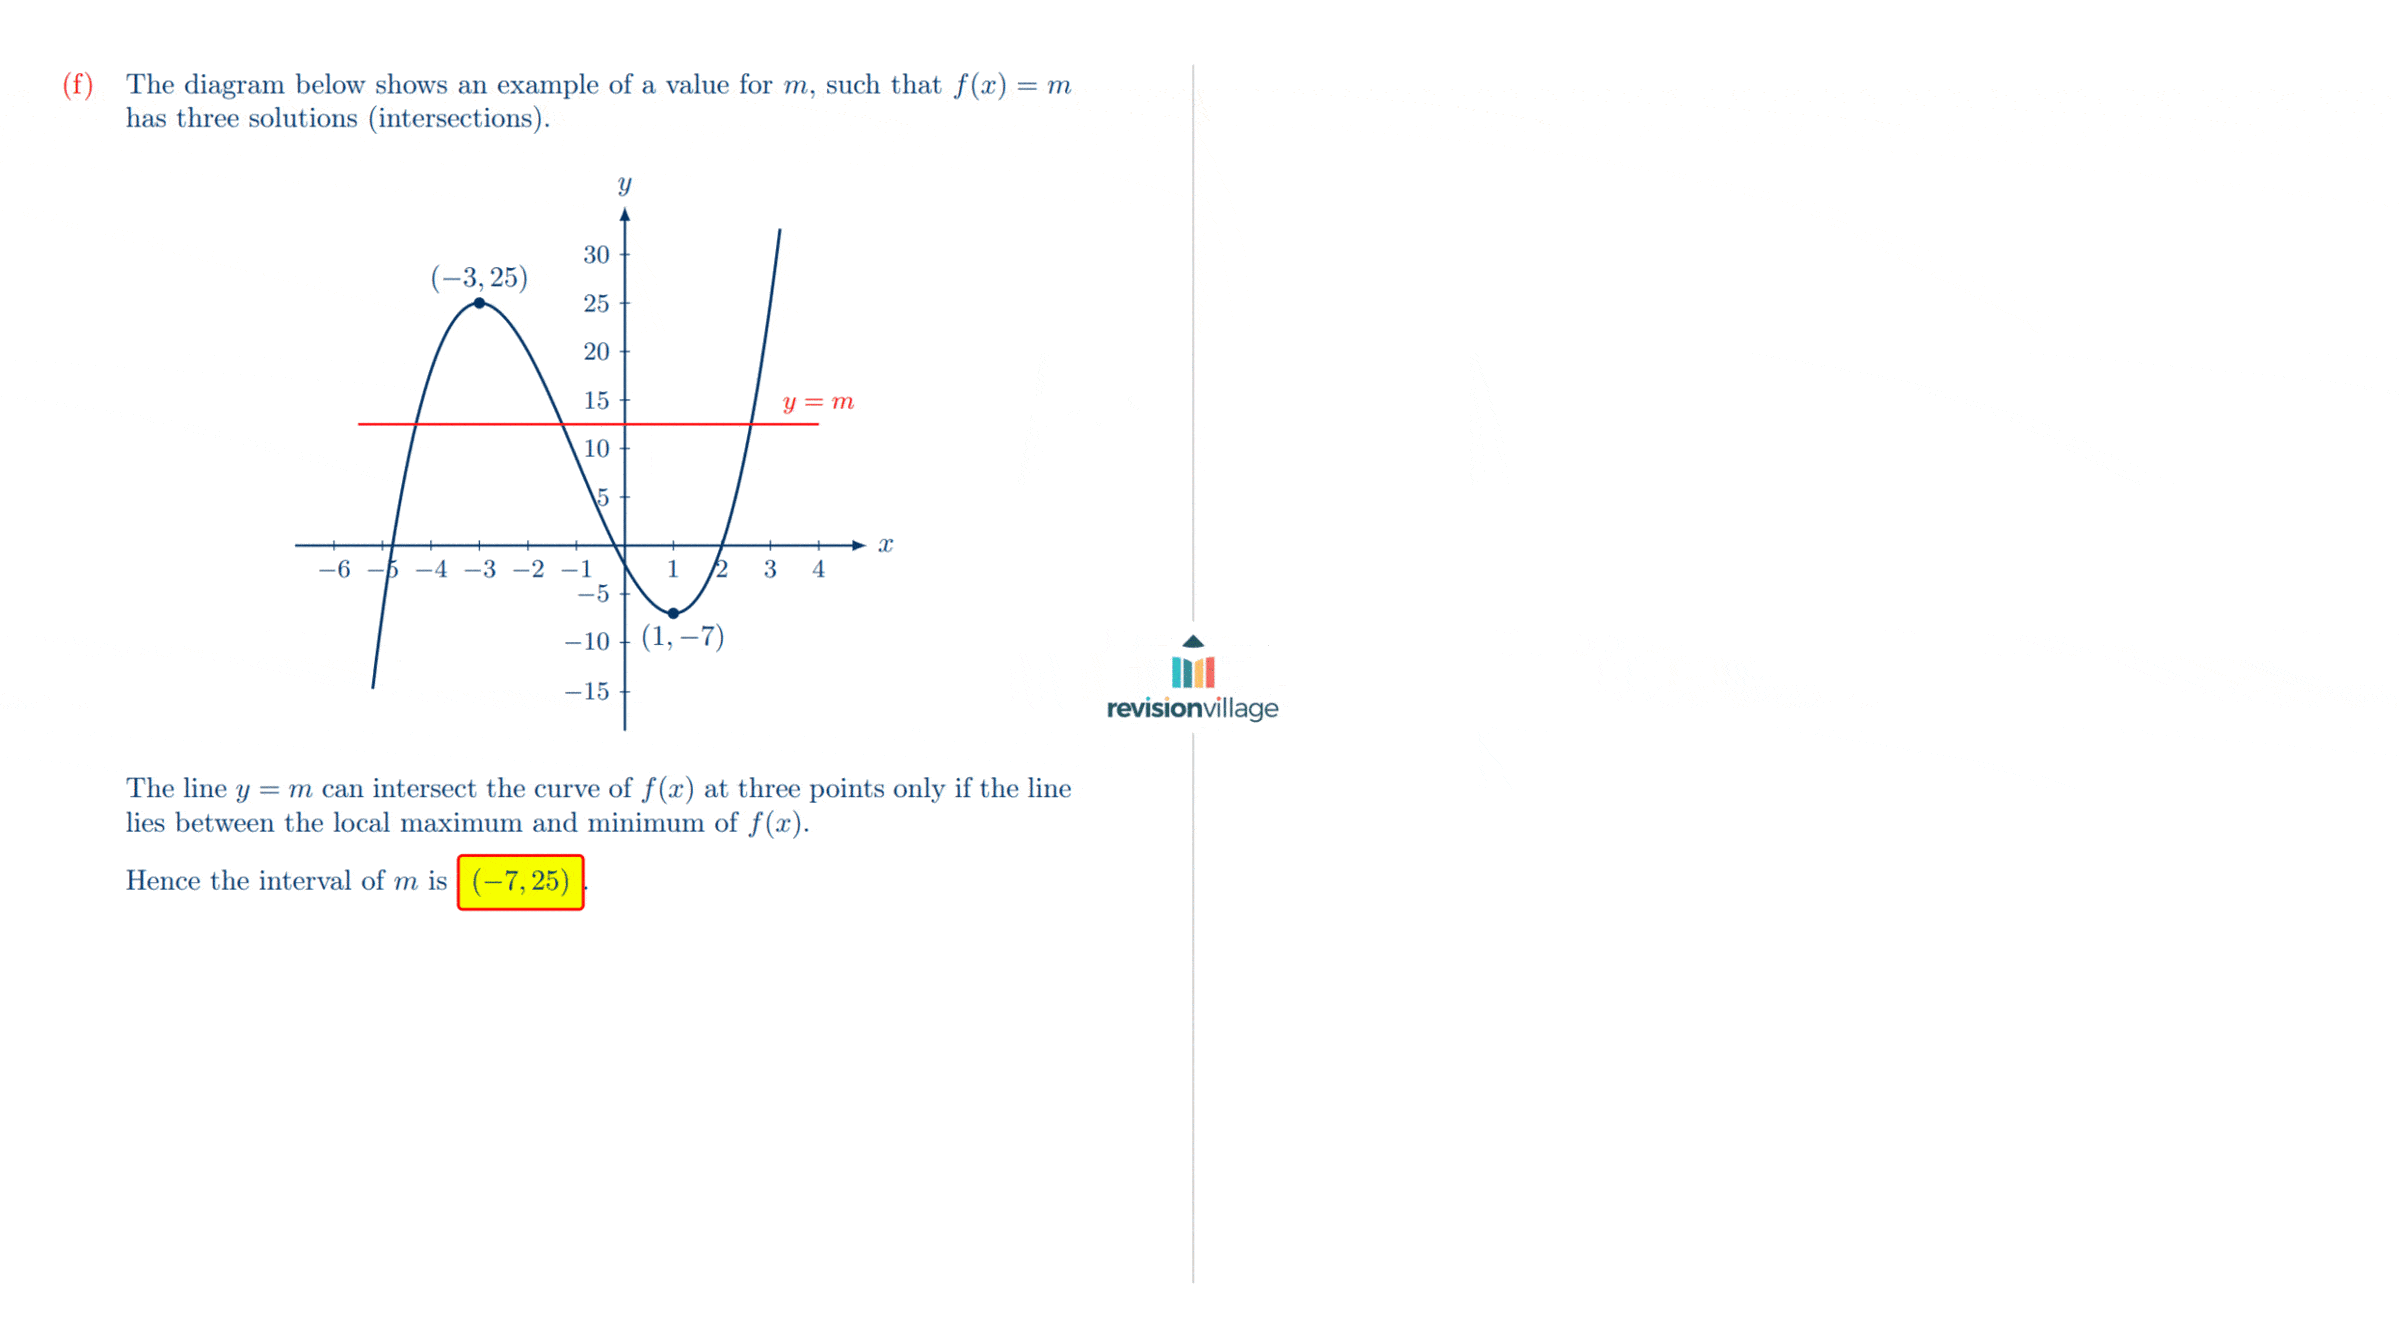 (f) The diagram below shows an example of a value for m, such that f(x) = m
has three solutions (intersections).
y
30
(−3, 25)
25
20
15
y = m
10
5
x
−6 −5 −4 −3 −2 −1 1 2 3 4
−5
−10
(1, −7)
−15
revisionvillage
The line y = m can intersect the curve of f(x) at three points only if the line
lies between the local maximum and minimum of f(x).
Hence the interval of m is (−7, 25).